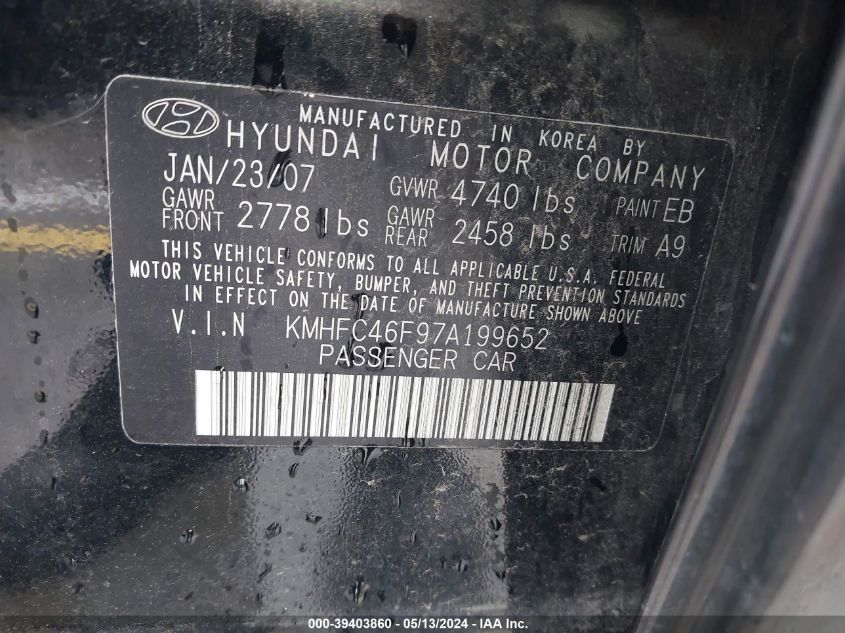 MANUFACTURED IN KOREA BY
HYUNDAI MOTOR COMPANY
JAN/23/07 GVWR 4740 lbs PAINT EB
GAWR FRONT 2778 lbs GAWR REAR 2458 lbs TRIM A9
THIS VEHICLE CONFORMS TO ALL APPLICABLE U.S.A. FEDERAL
MOTOR VEHICLE SAFETY, BUMPER, AND THEFT PREVENTION STANDARDS
IN EFFECT ON THE DATE OF MANUFACTURE SHOWN ABOVE
V.I.N KMHFC46F97A199652
PASSENGER CAR
000-39403860 - 05/13/2024 - IAA Inc.